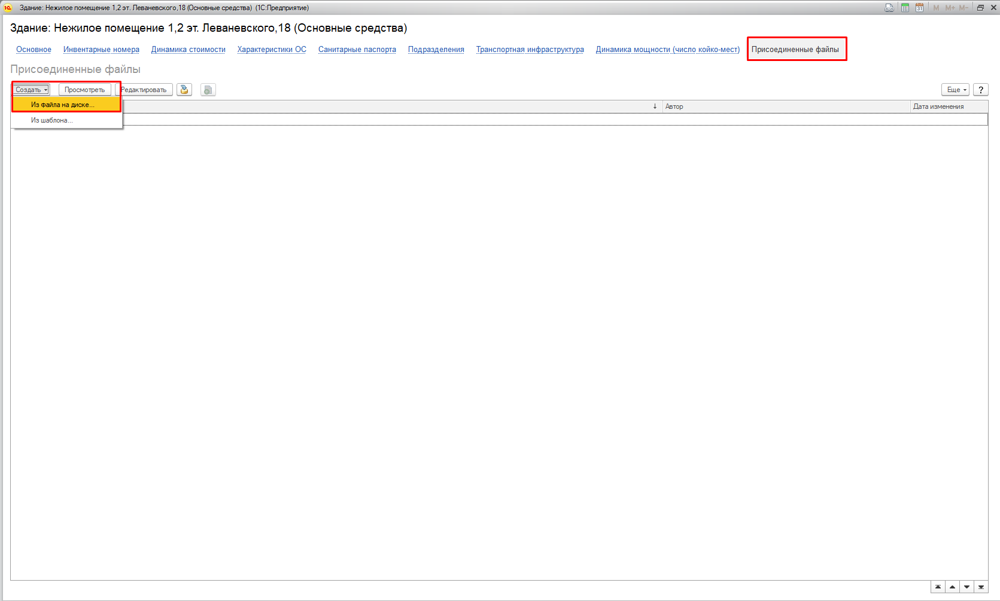 Здание: Нежилое помещение 1,2 эт. Леваневского,18 (Основные средства) (1С:Предприятие)
31 M M+ M-
Здание: Нежилое помещение 1,2 эт. Леваневского,18 (Основные средства)
Основное Инвентарные номера Динамика стоимости Характеристики ОС Санитарные паспорта Подразделения Транспортная инфраструктура Динамика мощности (число койко-мест) Присоединенные файлы
Присоединенные файлы
Создать Просмотреть Редактировать Еще ?
Из файла на диске...
Автор Дата изменения
Из шаблона...